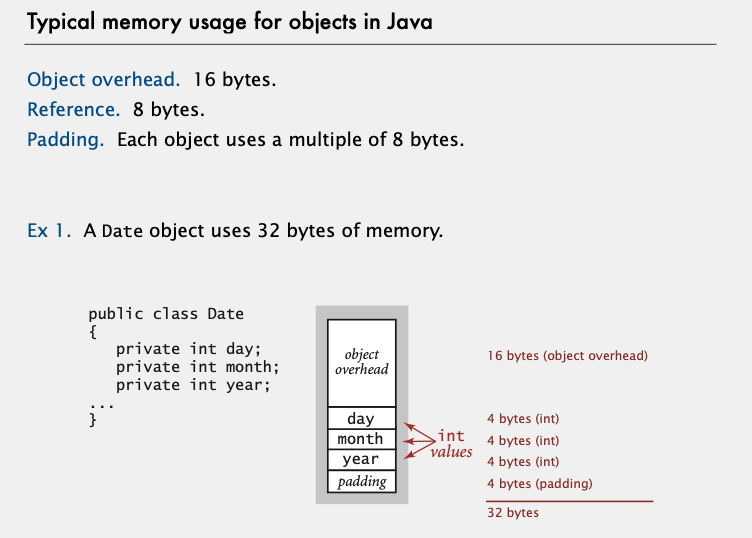 Typical memory usage for objects in Java
Object overhead. 16 bytes.
Reference. 8 bytes.
Padding. Each object uses a multiple of 8 bytes.
Ex 1. A Date object uses 32 bytes of memory.
public class Date
{
private int day;
private int month;
private int year;
...
}
object
overhead
day
month
year
padding
int
values
16 bytes (object overhead)
4 bytes (int)
4 bytes (int)
4 bytes (int)
4 bytes (padding)
32 bytes